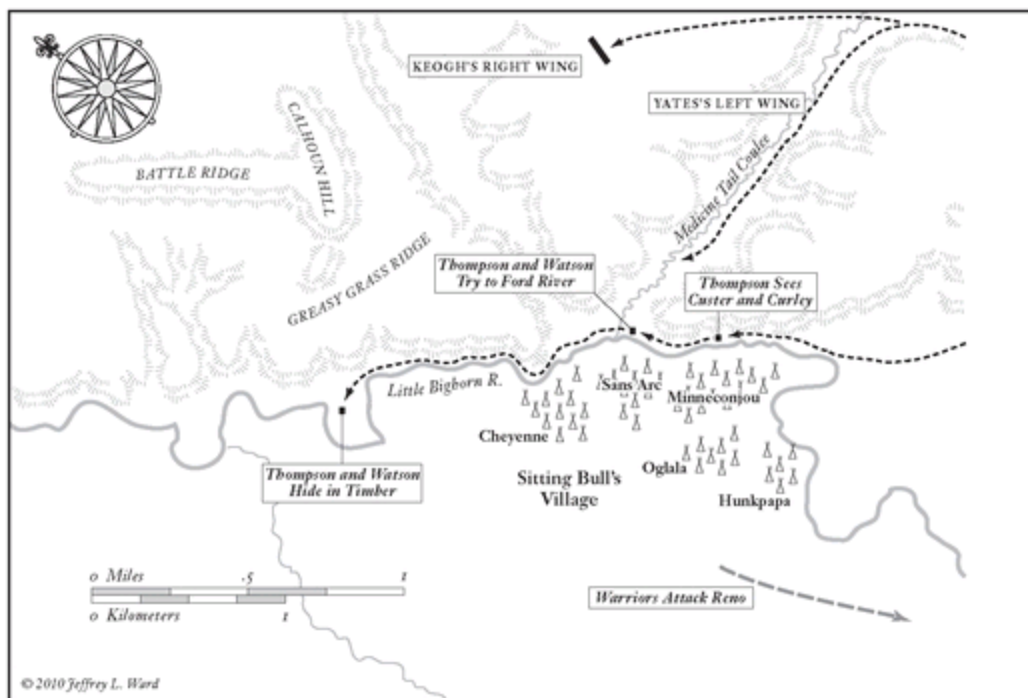 KEOGH'S RIGHT WING
YATES'S LEFT WING
CALHOUN HILL
BATTLE RIDGE
Medicine Tail Coulee
GREASY GRASS RIDGE
Thompson and Watson
Try to Ford River
Thompson Sees
Custer and Curley
Little Bighorn R.
Sans Arc
Minneconjou
Cheyenne
Oglala
Thompson and Watson
Hide in Timber
Sitting Bull's
Village
Hunkpapa
0 Miles .5 1
0 Kilometers 1
Warriors Attack Reno
© 2010 Jeffrey L. Ward